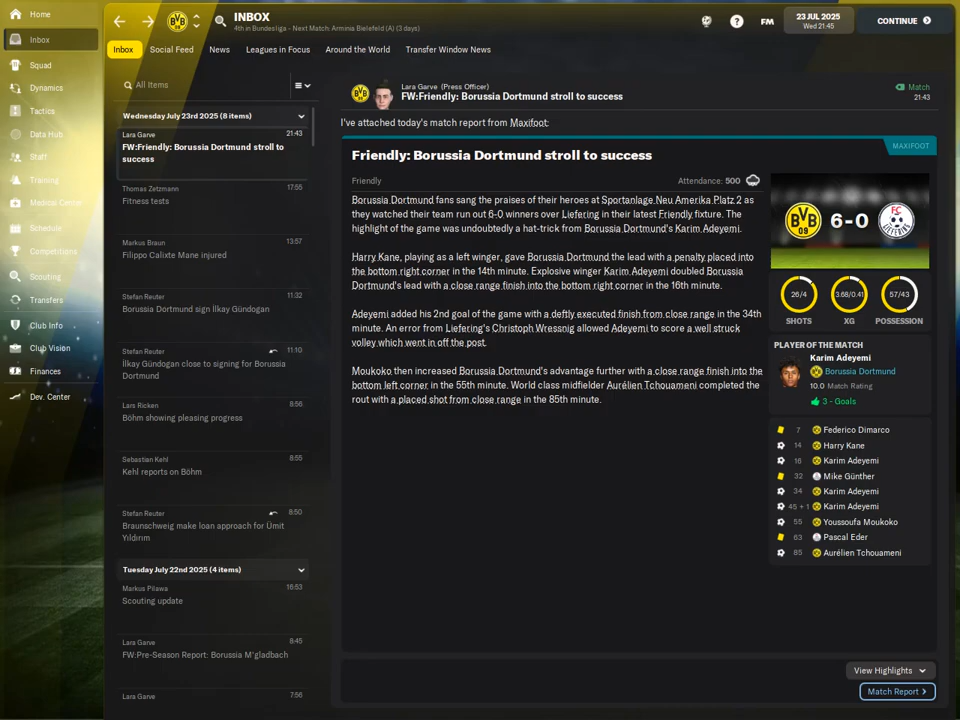 Home
Inbox
Squad
Dynamics
Tactics
Data Hub
Staff
Training
Medical Center
Schedule
Competitions
Scouting
Transfers
Club Info
Club Vision
Finances
Dev. Center
BVB
09
INBOX
4th in Bundesliga - Next Match: Arminia Bielefeld (A) (3 days)
?
FM
23 JUL 2025
Wed 21:45
CONTINUE
Inbox
Social Feed
News
Leagues in Focus
Around the World
Transfer Window News
All Items
Wednesday July 23rd 2025 (8 items)
Lara Garve 21:43
FW:Friendly: Borussia Dortmund stroll to
success
Thomas Zetzmann 17:55
Fitness tests
Markus Braun 13:57
Filippo Calixte Mane injured
Stefan Reuter 11:32
Borussia Dortmund sign İlkay Gündogan
Stefan Reuter 11:10
İlkay Gündogan close to signing for Borussia
Dortmund
Lars Ricken 8:56
Böhm showing pleasing progress
Sebastian Kehl 8:55
Kehl reports on Böhm
Stefan Reuter 8:50
Braunschweig make loan approach for Ümit
Yıldırım
Tuesday July 22nd 2025 (4 items)
Markus Pilawa 16:53
Scouting update
Lara Garve 8:45
FW:Pre-Season Report: Borussia M'gladbach
Lara Garve 7:56
Lara Garve (Press Officer)
FW:Friendly: Borussia Dortmund stroll to success
Match
21:43
I've attached today's match report from Maxifoot:
MAXIFOOT
Friendly: Borussia Dortmund stroll to success
Friendly Attendance: 500
Borussia Dortmund fans sang the praises of their heroes at Sportanlage Neu Amerika Platz 2 as
they watched their team run out 6-0 winners over Liefering in their latest Friendly fixture. The
highlight of the game was undoubtedly a hat-trick from Borussia Dortmund's Karim Adeyemi.
Harry Kane, playing as a left winger, gave Borussia Dortmund the lead with a penalty placed into
the bottom right corner in the 14th minute. Explosive winger Karim Adeyemi doubled Borussia
Dortmund's lead with a close range finish into the bottom right corner in the 16th minute.
Adeyemi added his 2nd goal of the game with a deftly executed finish from close range in the 34th
minute. An error from Liefering's Christoph Wressnig allowed Adeyemi to score a well struck
volley which went in off the post.
Moukoko then increased Borussia Dortmund's advantage further with a close range finish into the
bottom left corner in the 55th minute. World class midfielder Aurélien Tchouameni completed the
rout with a placed shot from close range in the 85th minute.
BVB
09
6-0
FC
LIEFERING
26/4
3.68/0.41
57/43
SHOTS
XG
POSSESSION
PLAYER OF THE MATCH
Karim Adeyemi
Borussia Dortmund
10.0 Match Rating
3 - Goals
7 Federico Dimarco
14 Harry Kane
16 Karim Adeyemi
32 Mike Günther
34 Karim Adeyemi
45 + 1 Karim Adeyemi
55 Youssoufa Moukoko
63 Pascal Eder
85 Aurélien Tchouameni
View Highlights
Match Report